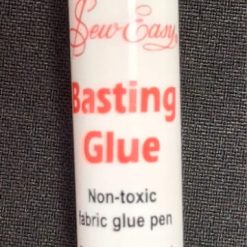 Sew Easy
Basting
Glue
Non-toxic
fabric glue pen